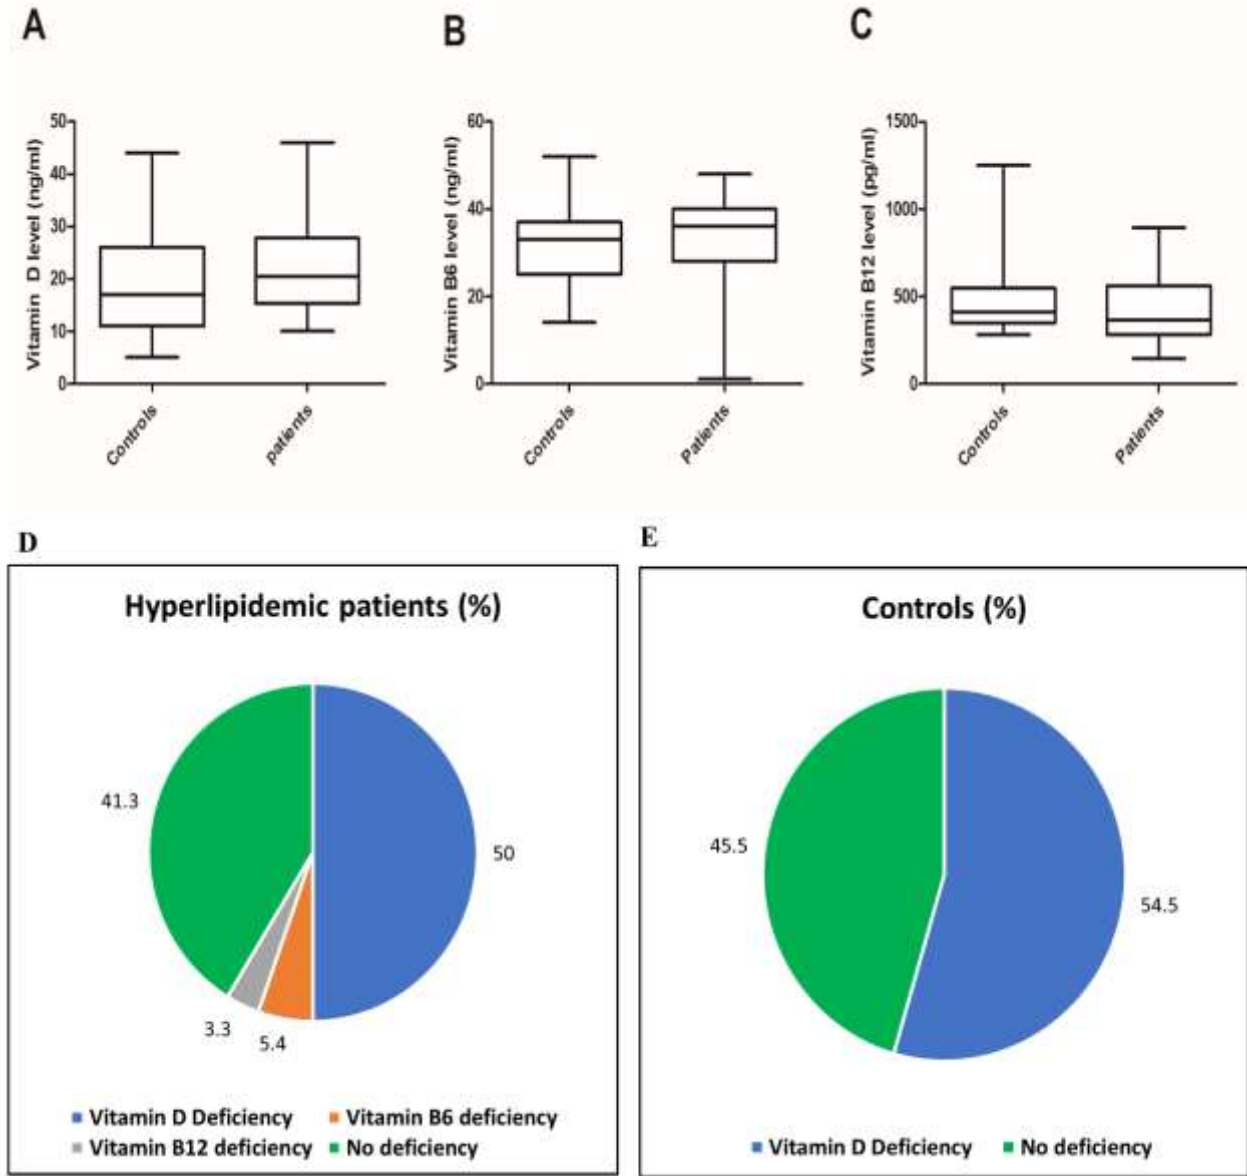 A
B
C
Vitamin D level (ng/ml)
50
40
30
20
10
0
Controls
patients
Vitamin B6 level (ng/ml)
60
40
20
0
Controls
Patients
Vitamin B12 level (pg/ml)
1500
1000
500
0
Controls
Patients
D
Hyperlipidemic patients (%)
41.3
50
3.3
5.4
Vitamin D Deficiency
Vitamin B6 deficiency
Vitamin B12 deficiency
No deficiency
E
Controls (%)
45.5
54.5
Vitamin D Deficiency
No deficiency